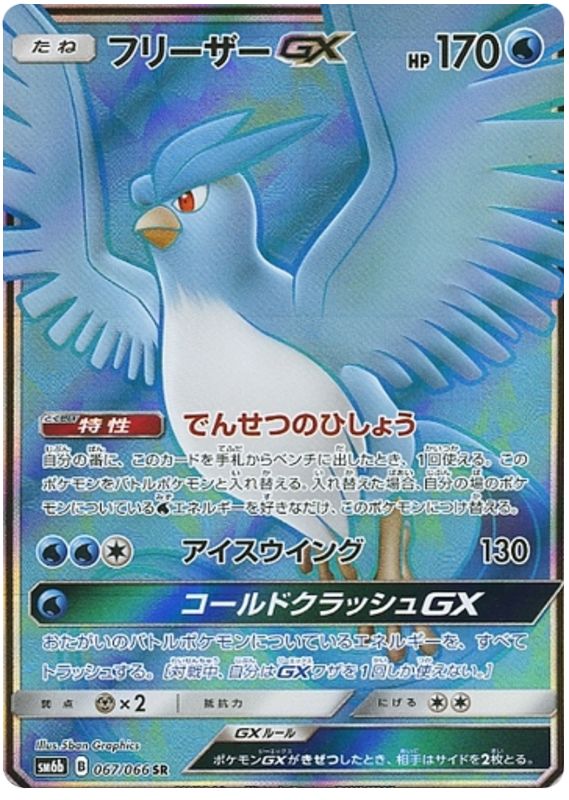 たね フリーザーGX HP 170
特性 でんせつのひしょう
自分の番に、このカードを手札からベンチに出したとき、1回使える。この
ポケモンをバトルポケモンと入れ替える。入れ替えた場合、自分の場のポケ
モンについているエネルギーを好きなだけ、このポケモンにつけ替える。
アイスウイング 130
コールドクラッシュGX
おたがいのバトルポケモンについているエネルギーを、すべて
トラッシュする。[対戦中、自分はGXワザを1回しか使えない。]
弱点 ×2 抵抗力 にげる
GXルール
Illus. 5ban Graphics
ポケモンGXがきぜつしたとき、相手はサイドを2枚とる。
sm6b B 067/066 SR